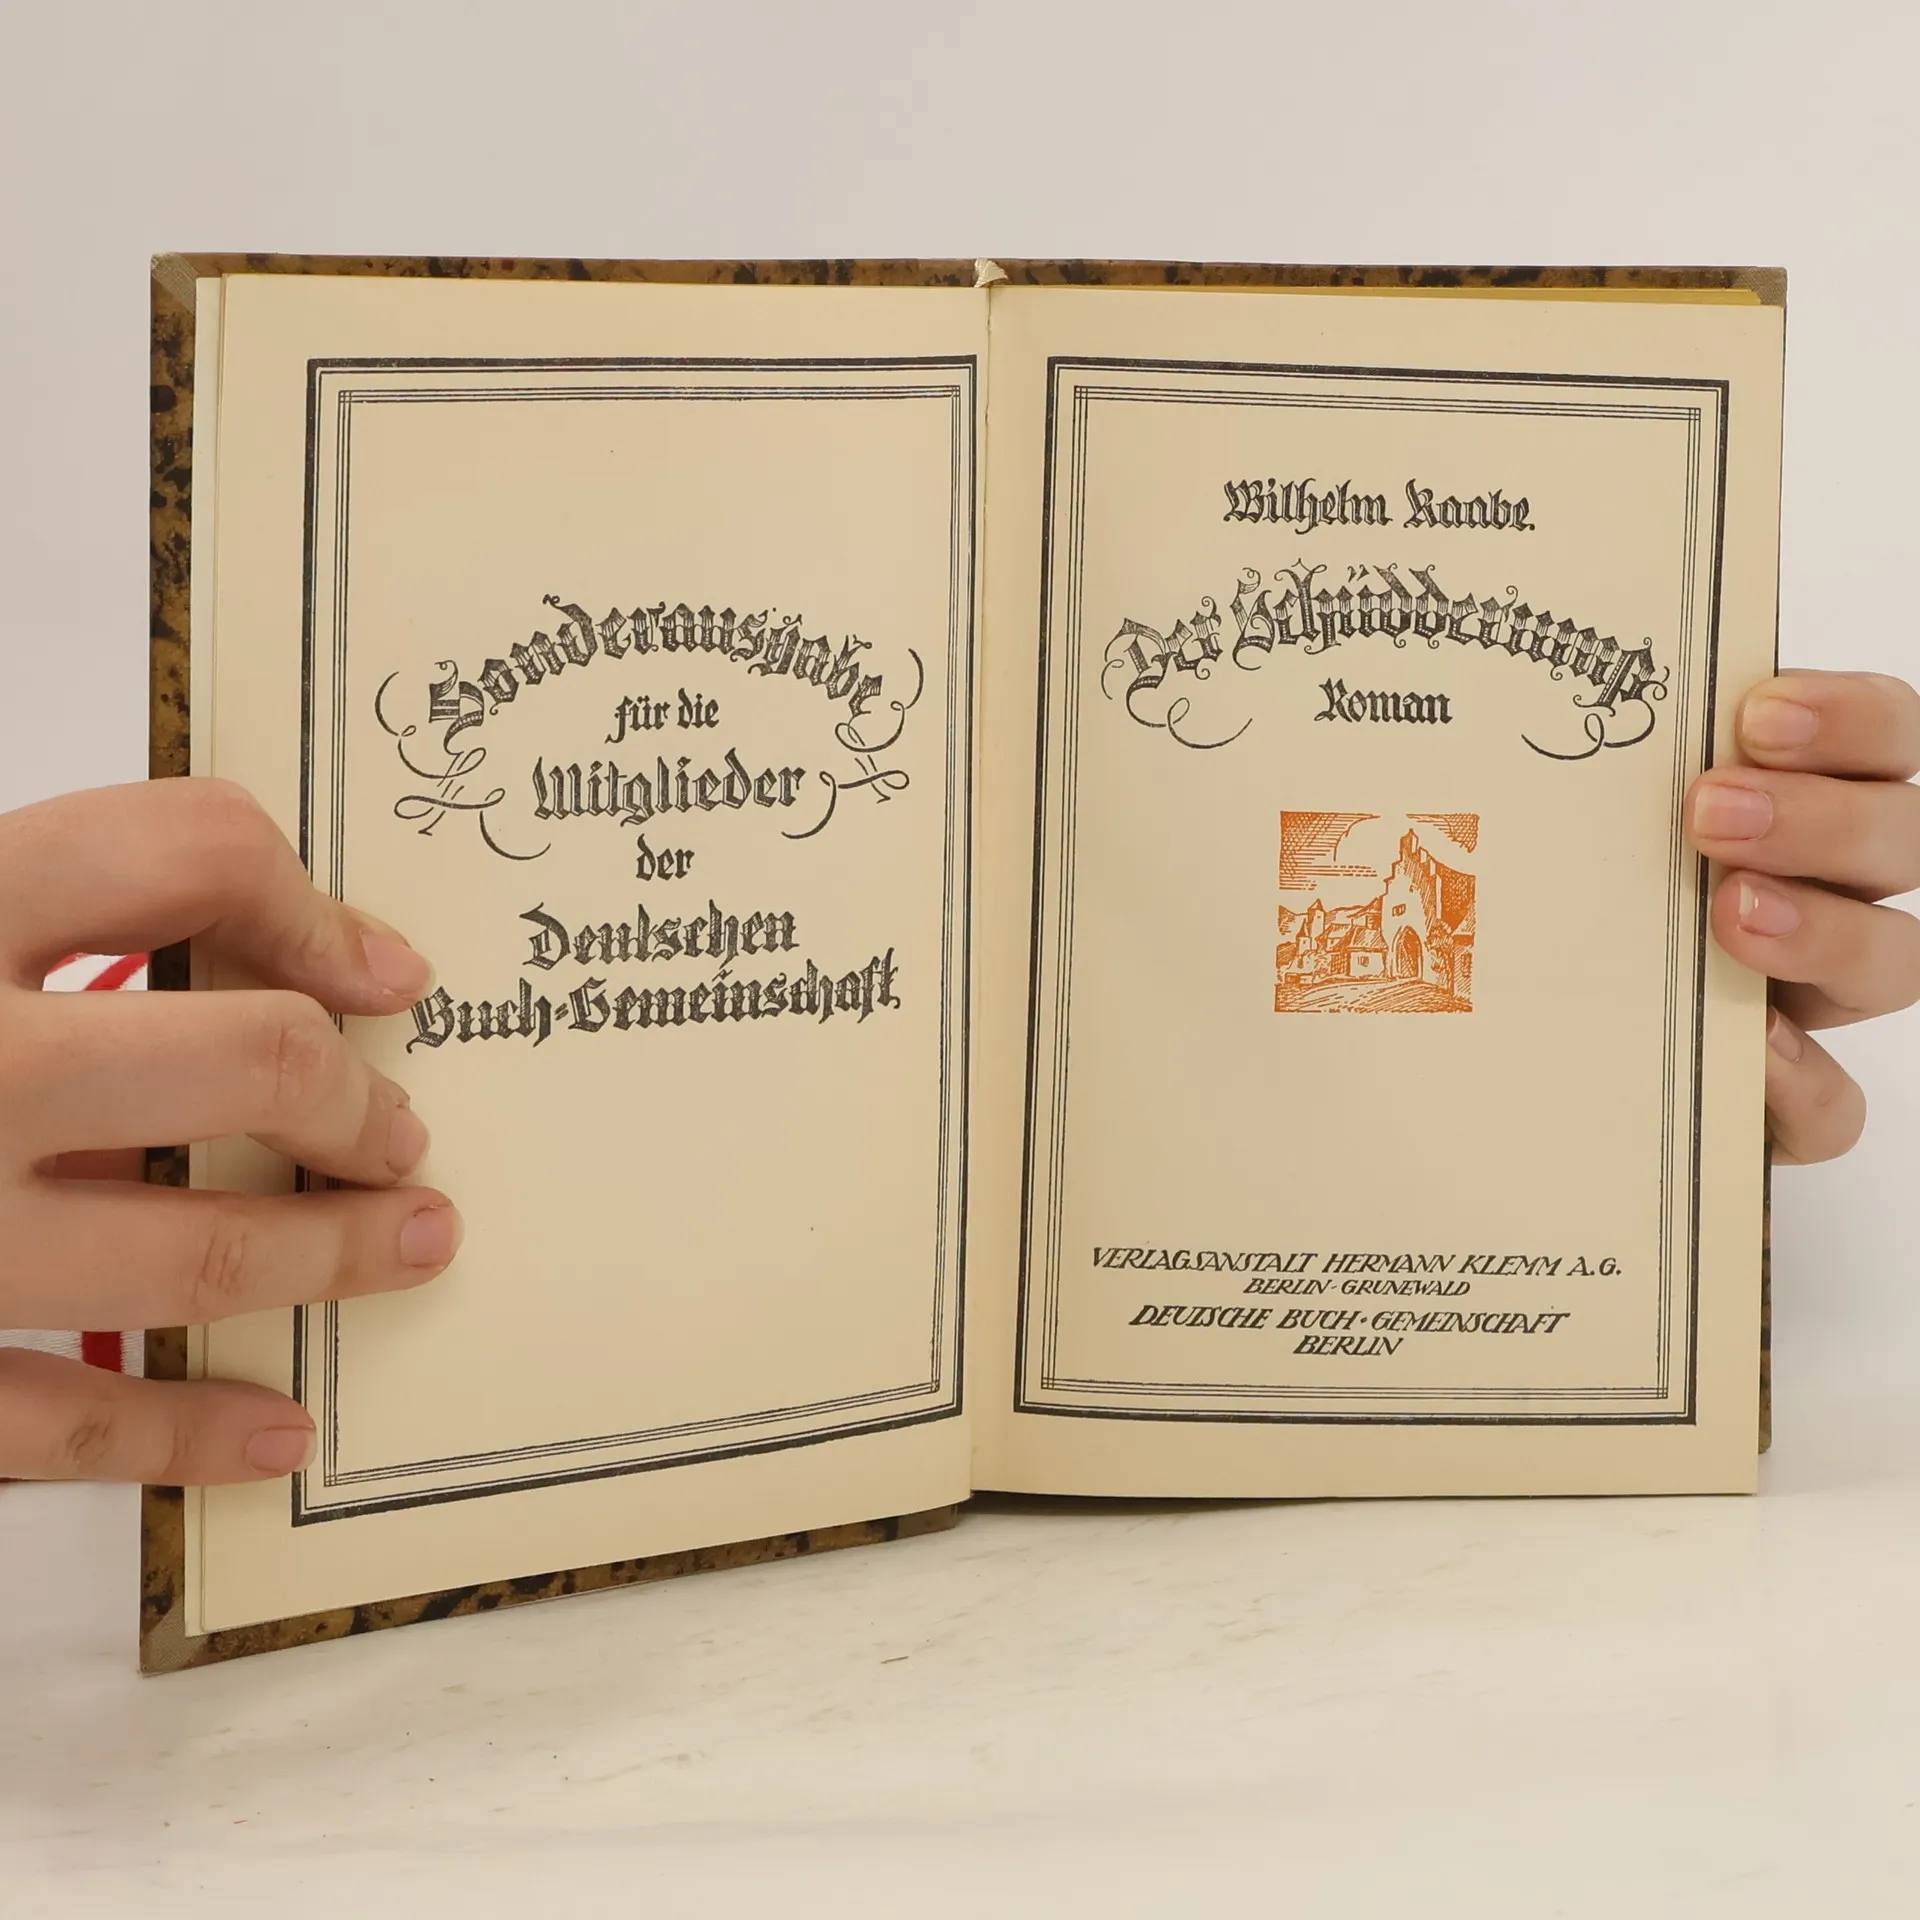 Sonderausgabe
für die
Mitglieder
der
Deutschen
Buch-Gemeinschaft
Wilhelm Raabe
Der Schüdderump
Roman
VERLAGSANSTALT HERMANN KLEMM A.G.
BERLIN-GRUNEWALD
DEUTSCHE BUCH-GEMEINSCHAFT
BERLIN